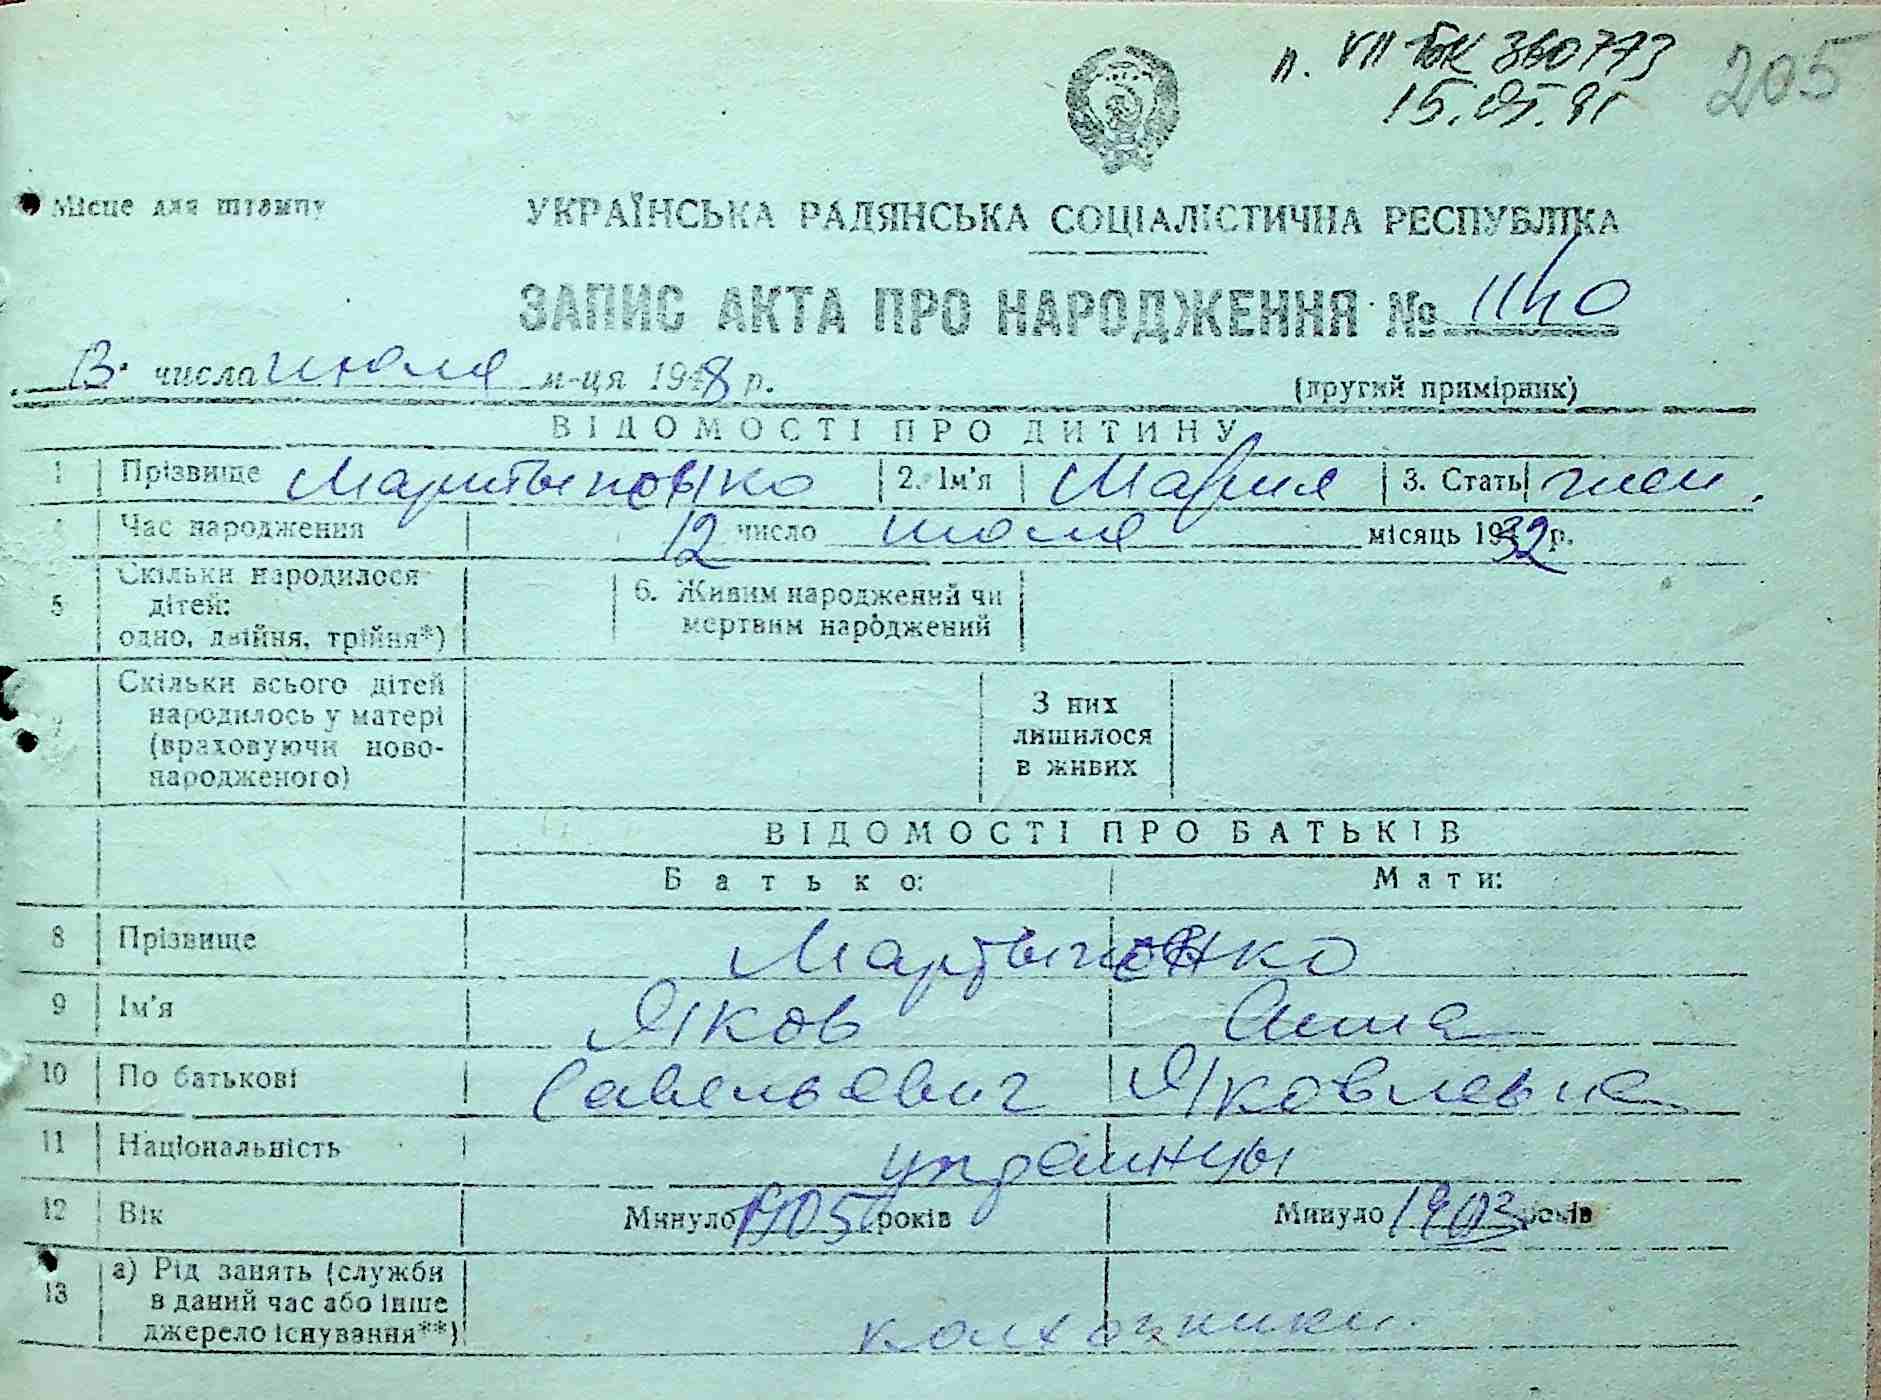 п. VII БК 360773 205
15.05.81
Місце для штампу
УКРАЇНСЬКА РАДЯНСЬКА СОЦІАЛІСТИЧНА РЕСПУБЛІКА
ЗАПИС АКТА ПРО НАРОДЖЕННЯ № 1140
13 числа июля м-ця 1948 р. (другий примірник)
ВІДОМОСТІ ПРО ДИТИНУ
1 Прізвище Мартыненко 2. Ім'я Мария 3. Стать жен.
4 Час народження 12 число июля місяць 1932 р.
5 Скільки народилося дітей: одно, двійня, трійня*) 6. Живим народжений чи мертвим народжений
7 Скільки всього дітей народилось у матері (враховуючи новонародженого) З них лишилося в живих
ВІДОМОСТІ ПРО БАТЬКІВ
Батько: Мати:
8 Прізвище Мартыненко
9 Ім'я Яков Анна
10 По батькові Савельевич Яковлевна
11 Національність украинцы
12 Вік Минуло 1905 років Минуло 1903 років
13 а) Рід занять (служби в даний час або інше джерело існування**) колхозники.